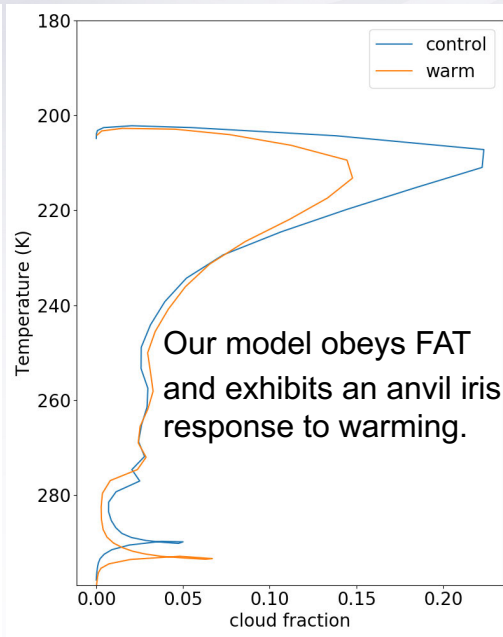 180
200
220
240
260
280
Temperature (K)
control
warm
Our model obeys FAT
and exhibits an anvil iris
response to warming.
0.00
0.05
0.10
0.15
0.20
cloud fraction